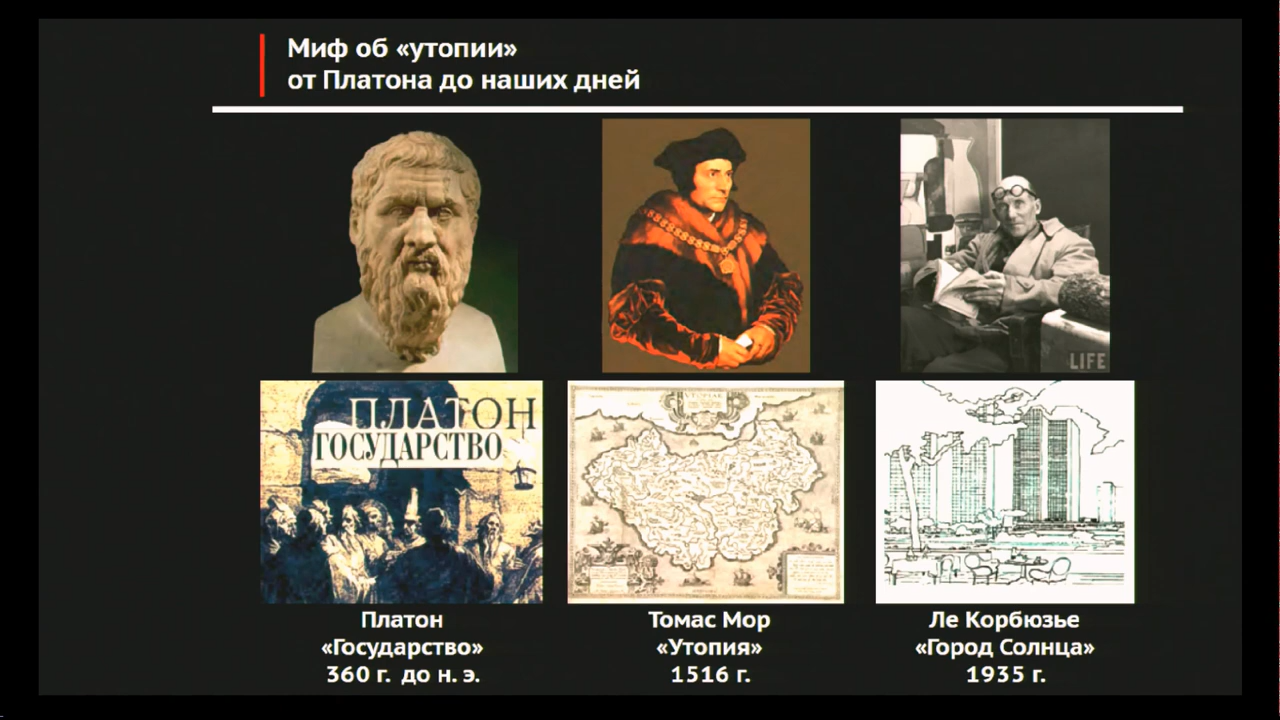 Миф об «утопии»
от Платона до наших дней
LIFE
ПЛАТОН
ГОСУДАРСТВО
Платон
«Государство»
360 г. до н. э.
Томас Мор
«Утопия»
1516 г.
Ле Корбюзье
«Город Солнца»
1935 г.